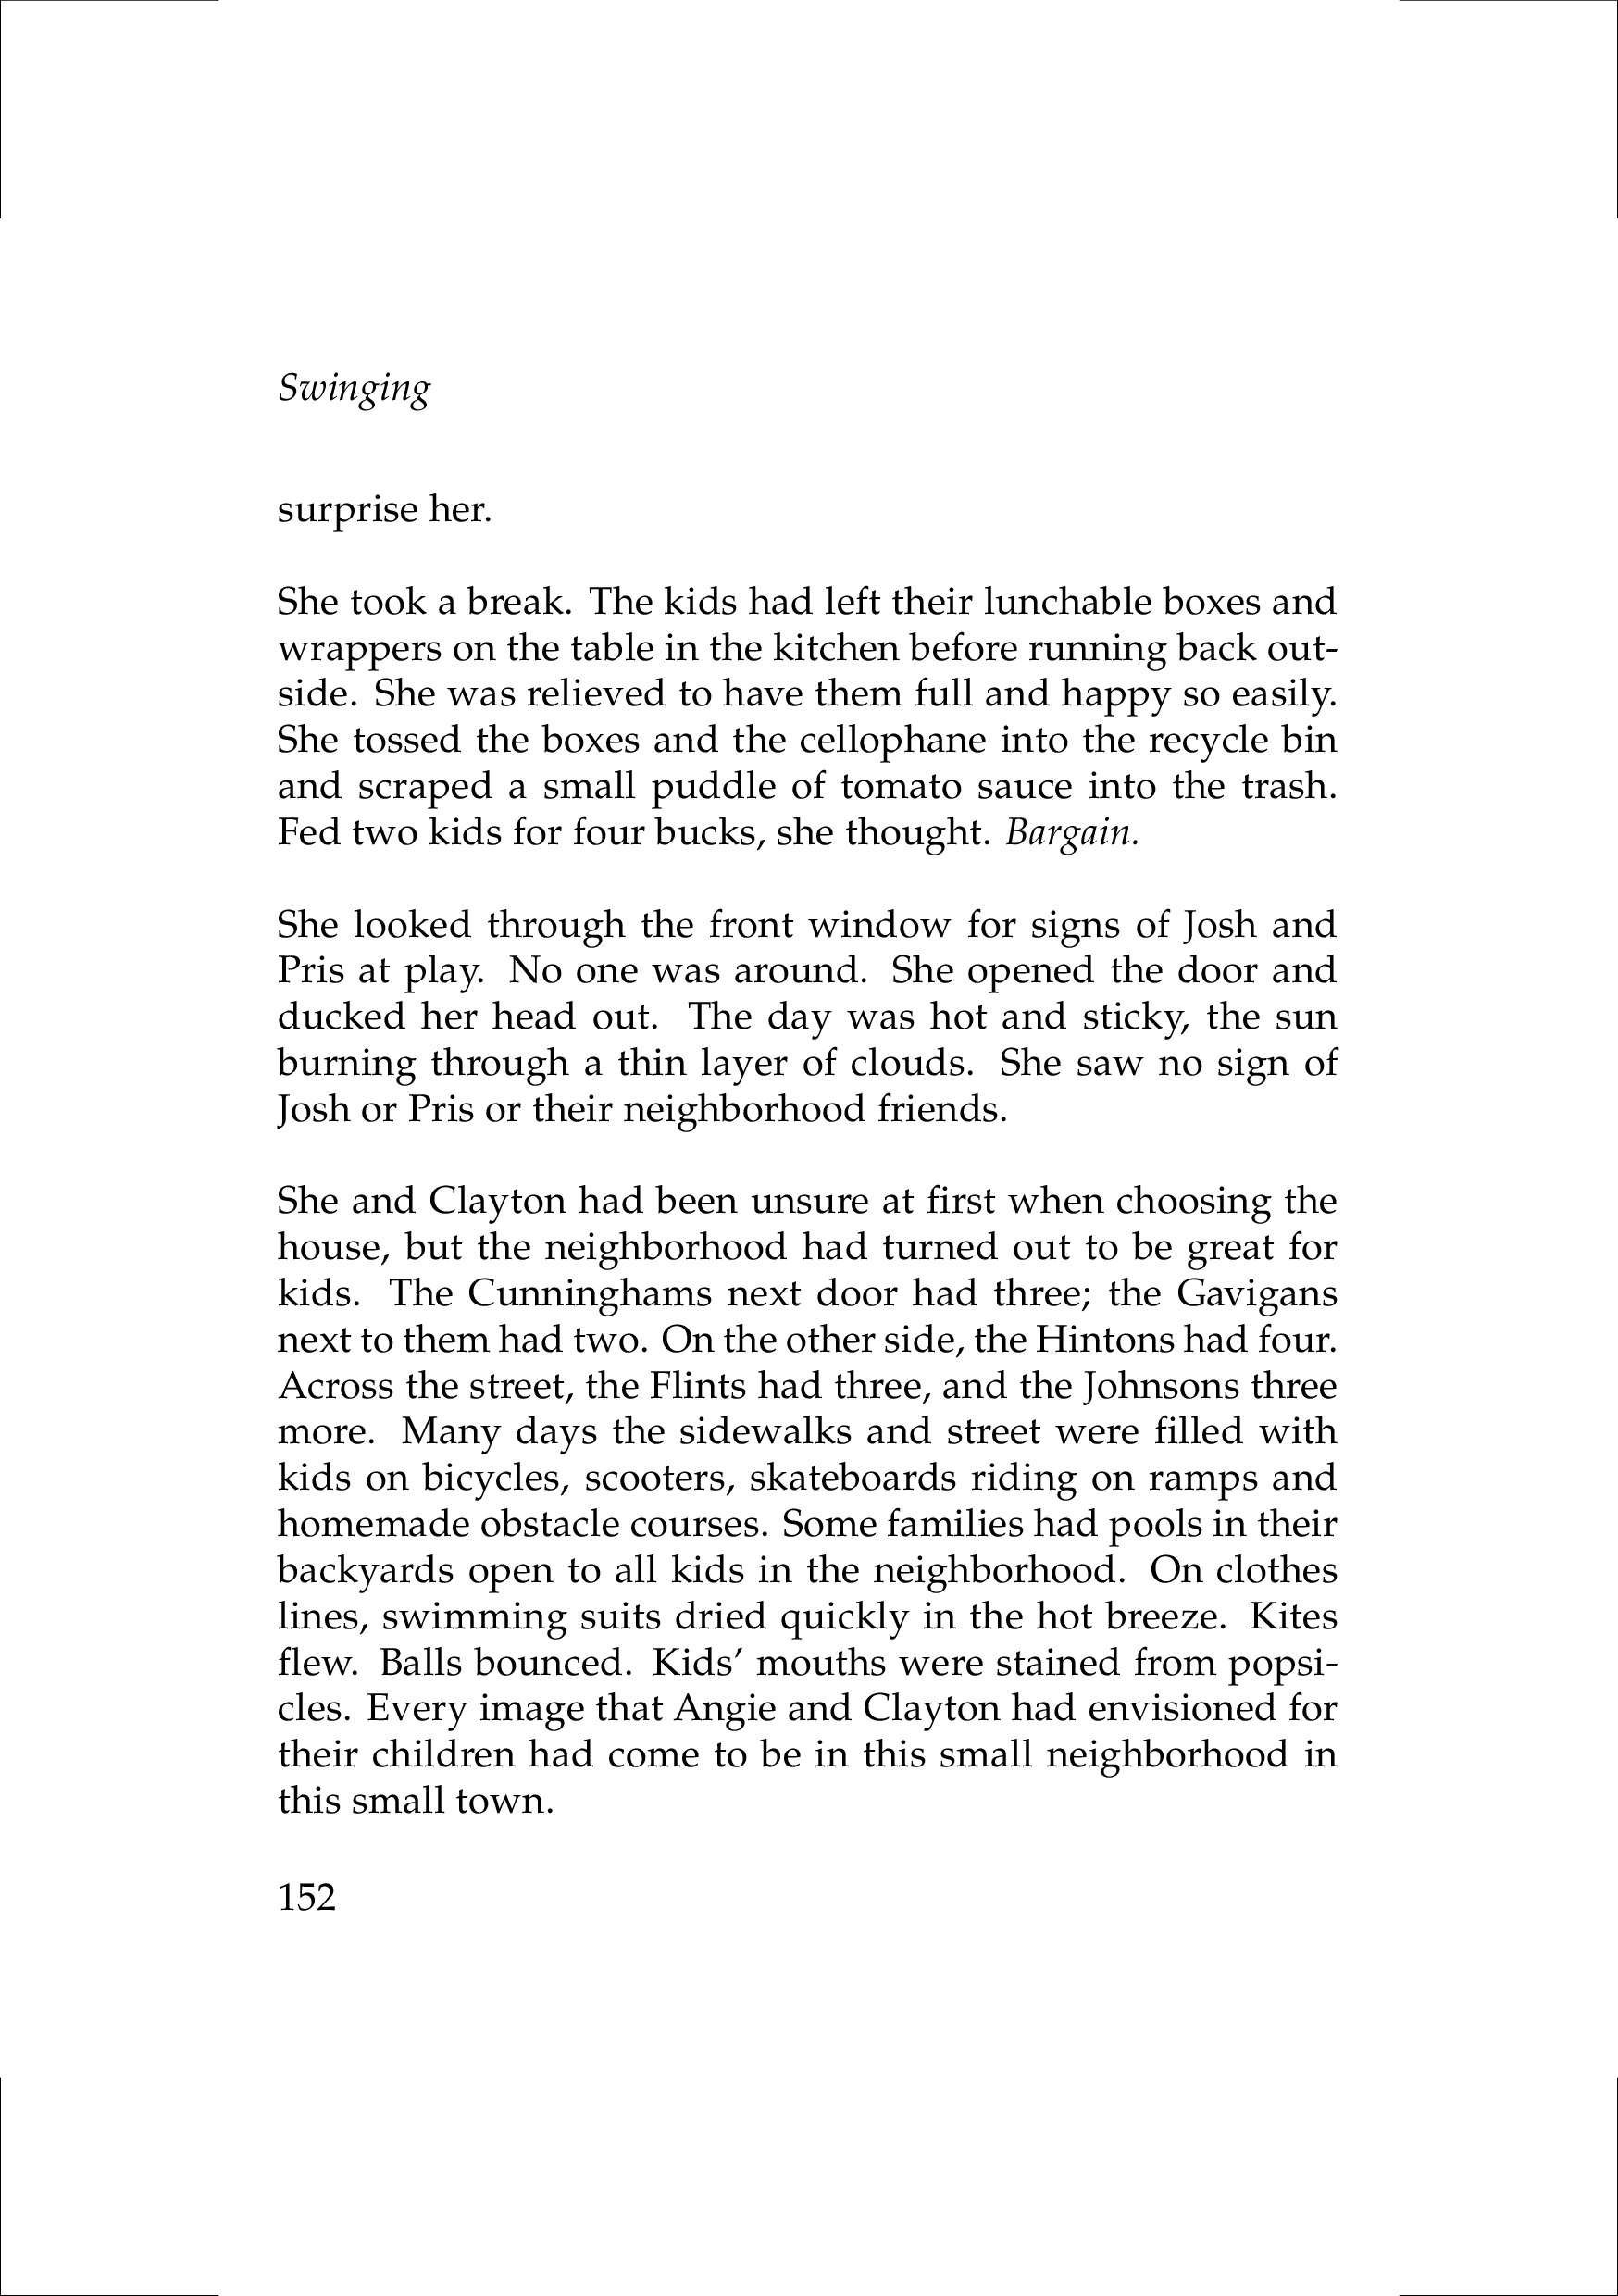 Swinging
surprise her.
She took a break. The kids had left their lunchable boxes and
wrappers on the table in the kitchen before running back out-
side. She was relieved to have them full and happy so easily.
She tossed the boxes and the cellophane into the recycle bin
and scraped a small puddle of tomato sauce into the trash.
Fed two kids for four bucks, she thought. Bargain.
She looked through the front window for signs of Josh and
Pris at play. No one was around. She opened the door and
ducked her head out. The day was hot and sticky, the sun
burning through a thin layer of clouds. She saw no sign of
Josh or Pris or their neighborhood friends.
She and Clayton had been unsure at first when choosing the
house, but the neighborhood had turned out to be great for
kids. The Cunninghams next door had three; the Gavigans
next to them had two. On the other side, the Hintons had four.
Across the street, the Flints had three, and the Johnsons three
more. Many days the sidewalks and street were filled with
kids on bicycles, scooters, skateboards riding on ramps and
homemade obstacle courses. Some families had pools in their
backyards open to all kids in the neighborhood. On clothes
lines, swimming suits dried quickly in the hot breeze. Kites
flew. Balls bounced. Kids’ mouths were stained from popsi-
cles. Every image that Angie and Clayton had envisioned for
their children had come to be in this small neighborhood in
this small town.
152